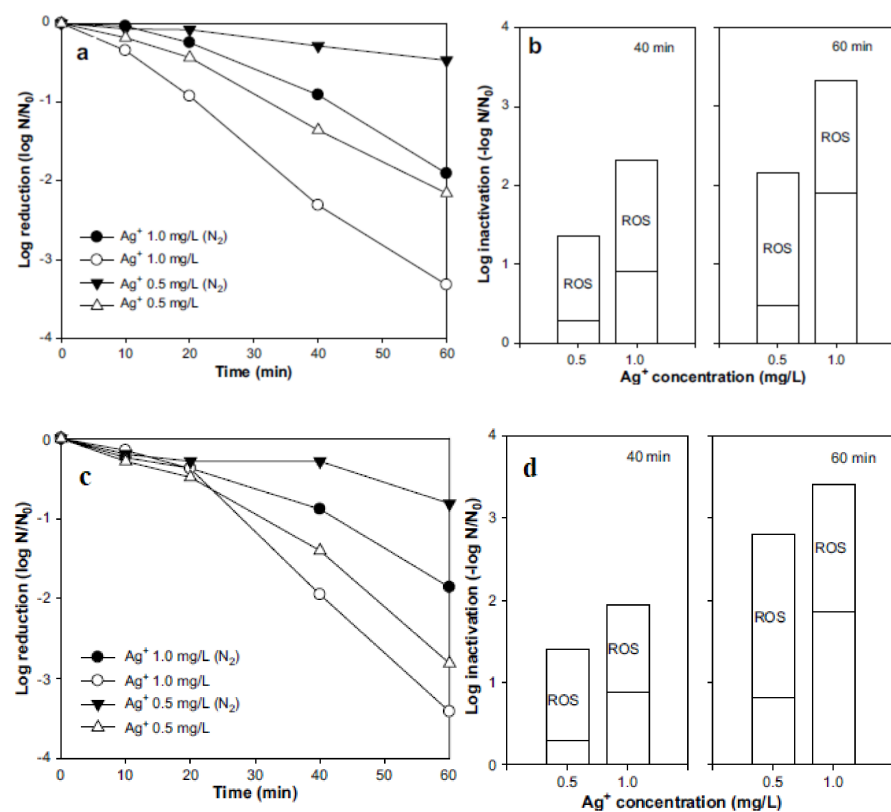 a
-0
-1
-2
-3
-4
Log reduction (log N/N₀)
Ag⁺ 1.0 mg/L (N₂)
Ag⁺ 1.0 mg/L
Ag⁺ 0.5 mg/L (N₂)
Ag⁺ 0.5 mg/L
0 10 20 30 40 50 60
Time (min)
b
4
3
2
1
0
Log inactivation (-log N/N₀)
40 min
60 min
ROS
ROS
ROS
ROS
0.5 1.0 0.5 1.0
Ag⁺ concentration (mg/L)
c
-0
-1
-2
-3
-4
Log reduction (log N/N₀)
Ag⁺ 1.0 mg/L (N₂)
Ag⁺ 1.0 mg/L
Ag⁺ 0.5 mg/L (N₂)
Ag⁺ 0.5 mg/L
0 10 20 30 40 50 60
Time (min)
d
4
3
2
1
0
Log inactivation (-log N/N₀)
40 min
60 min
ROS
ROS
ROS
ROS
0.5 1.0 0.5 1.0
Ag⁺ concentration (mg/L)